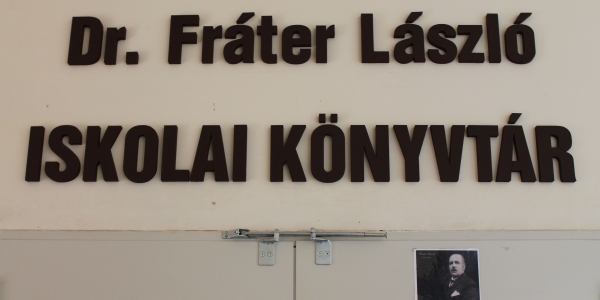 Dr. Fráter László
ISKOLAI KÖNYVTÁR